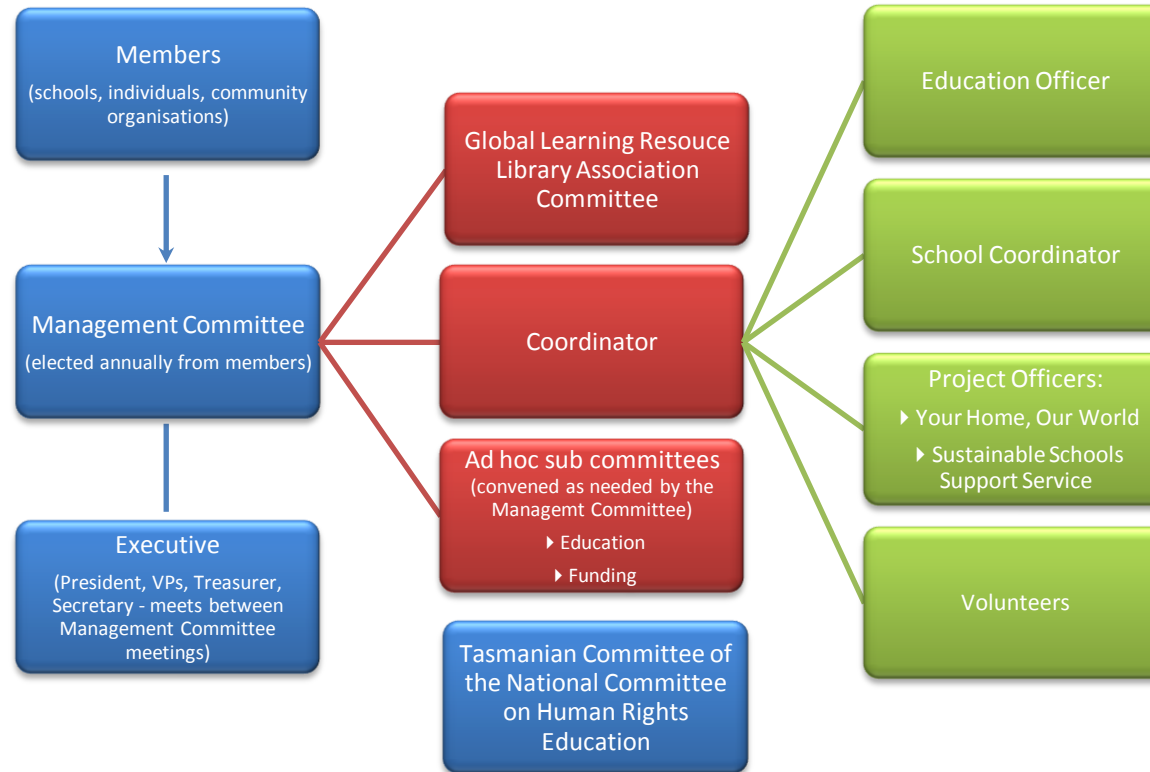 Members
(schools, individuals, community
organisations)
Management Committee
(elected annually from members)
Executive
(President, VPs, Treasurer,
Secretary - meets between
Management Committee
meetings)
Global Learning Resouce
Library Association
Committee
Coordinator
Ad hoc sub committees
(convened as needed by the
Managemt Committee)
Education
Funding
Tasmanian Committee of
the National Committee
on Human Rights
Education
Education Officer
School Coordinator
Project Officers:
Your Home, Our World
Sustainable Schools
Support Service
Volunteers